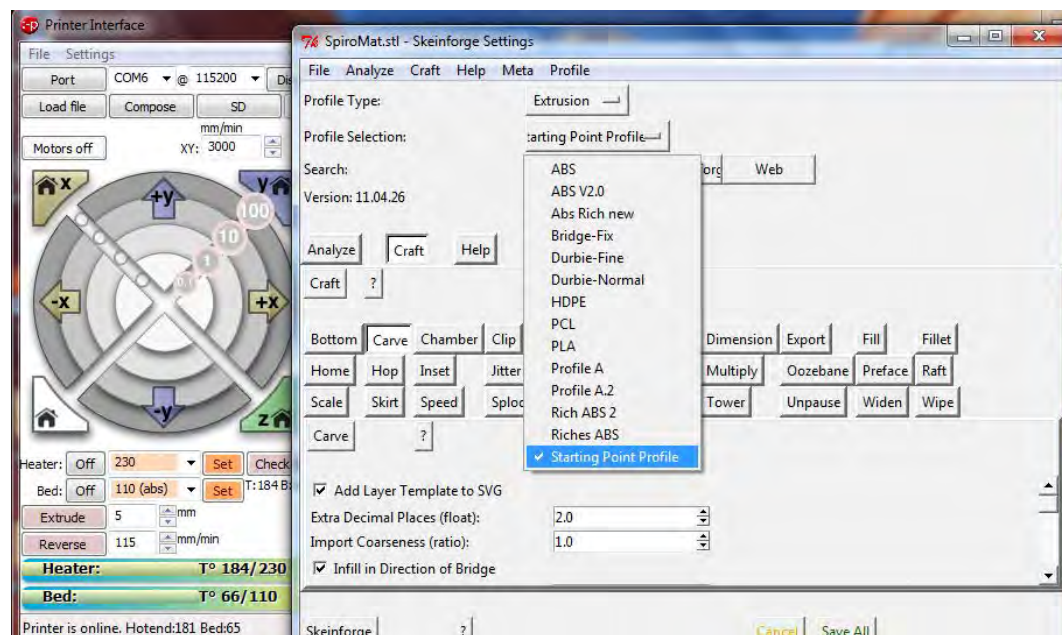 Printer Interface
File Settings
Port COM6 @ 115200
Load file Compose SD
mm/min
Motors off XY: 3000
X
+y
y
100
10
1
0.1
-X
+X
-y
Z
Heater: Off 230 Set Check
Bed: Off 110 (abs) Set T:184 B:
Extrude 5 mm
Reverse 115 mm/min
Heater: T° 184/230
Bed: T° 66/110
Printer is online. Hotend:181 Bed:65
SpiroMat.stl - Skeinforge Settings
File Analyze Craft Help Meta Profile
Profile Type: Extrusion
Profile Selection: tarting Point Profile
Search: Web
Version: 11.04.26
ABS
ABS V2.0
Abs Rich new
Bridge-Fix
Durbie-Fine
Durbie-Normal
HDPE
PCL
PLA
Profile A
Profile A.2
Rich ABS 2
Riches ABS
Starting Point Profile
Analyze Craft Help
Craft ?
Bottom Carve Chamber Clip Dimension Export Fill Fillet
Home Hop Inset Jitter Multiply Oozebane Preface Raft
Scale Skirt Speed Tower Unpause Widen Wipe
Carve ?
Add Layer Template to SVG
Extra Decimal Places (float): 2.0
Import Coarseness (ratio): 1.0
Infill in Direction of Bridge
Skeinforge ? Cancel Save All